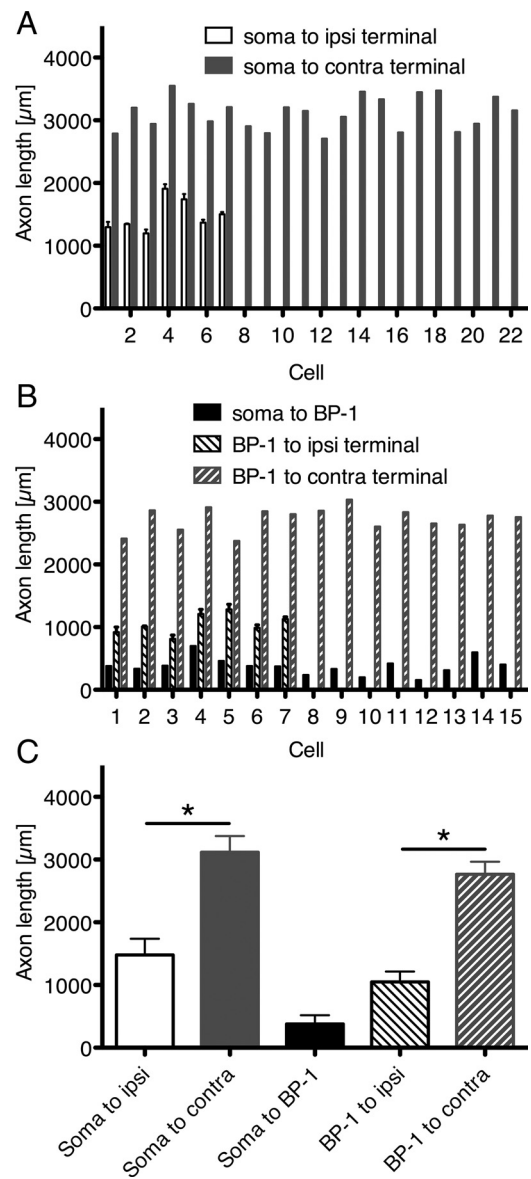 A
soma to ipsi terminal
soma to contra terminal
Axon length [µm]
4000
3000
2000
1000
0
2 4 6 8 10 12 14 16 18 20 22
Cell
B
soma to BP-1
BP-1 to ipsi terminal
BP-1 to contra terminal
Axon length [µm]
4000
3000
2000
1000
0
1 2 3 4 5 6 7 8 9 10 11 12 13 14 15
Cell
C
Axon length [µm]
4000
3000
2000
1000
0
* *
Soma to ipsi
Soma to contra
Soma to BP-1
BP-1 to ipsi
BP-1 to contra